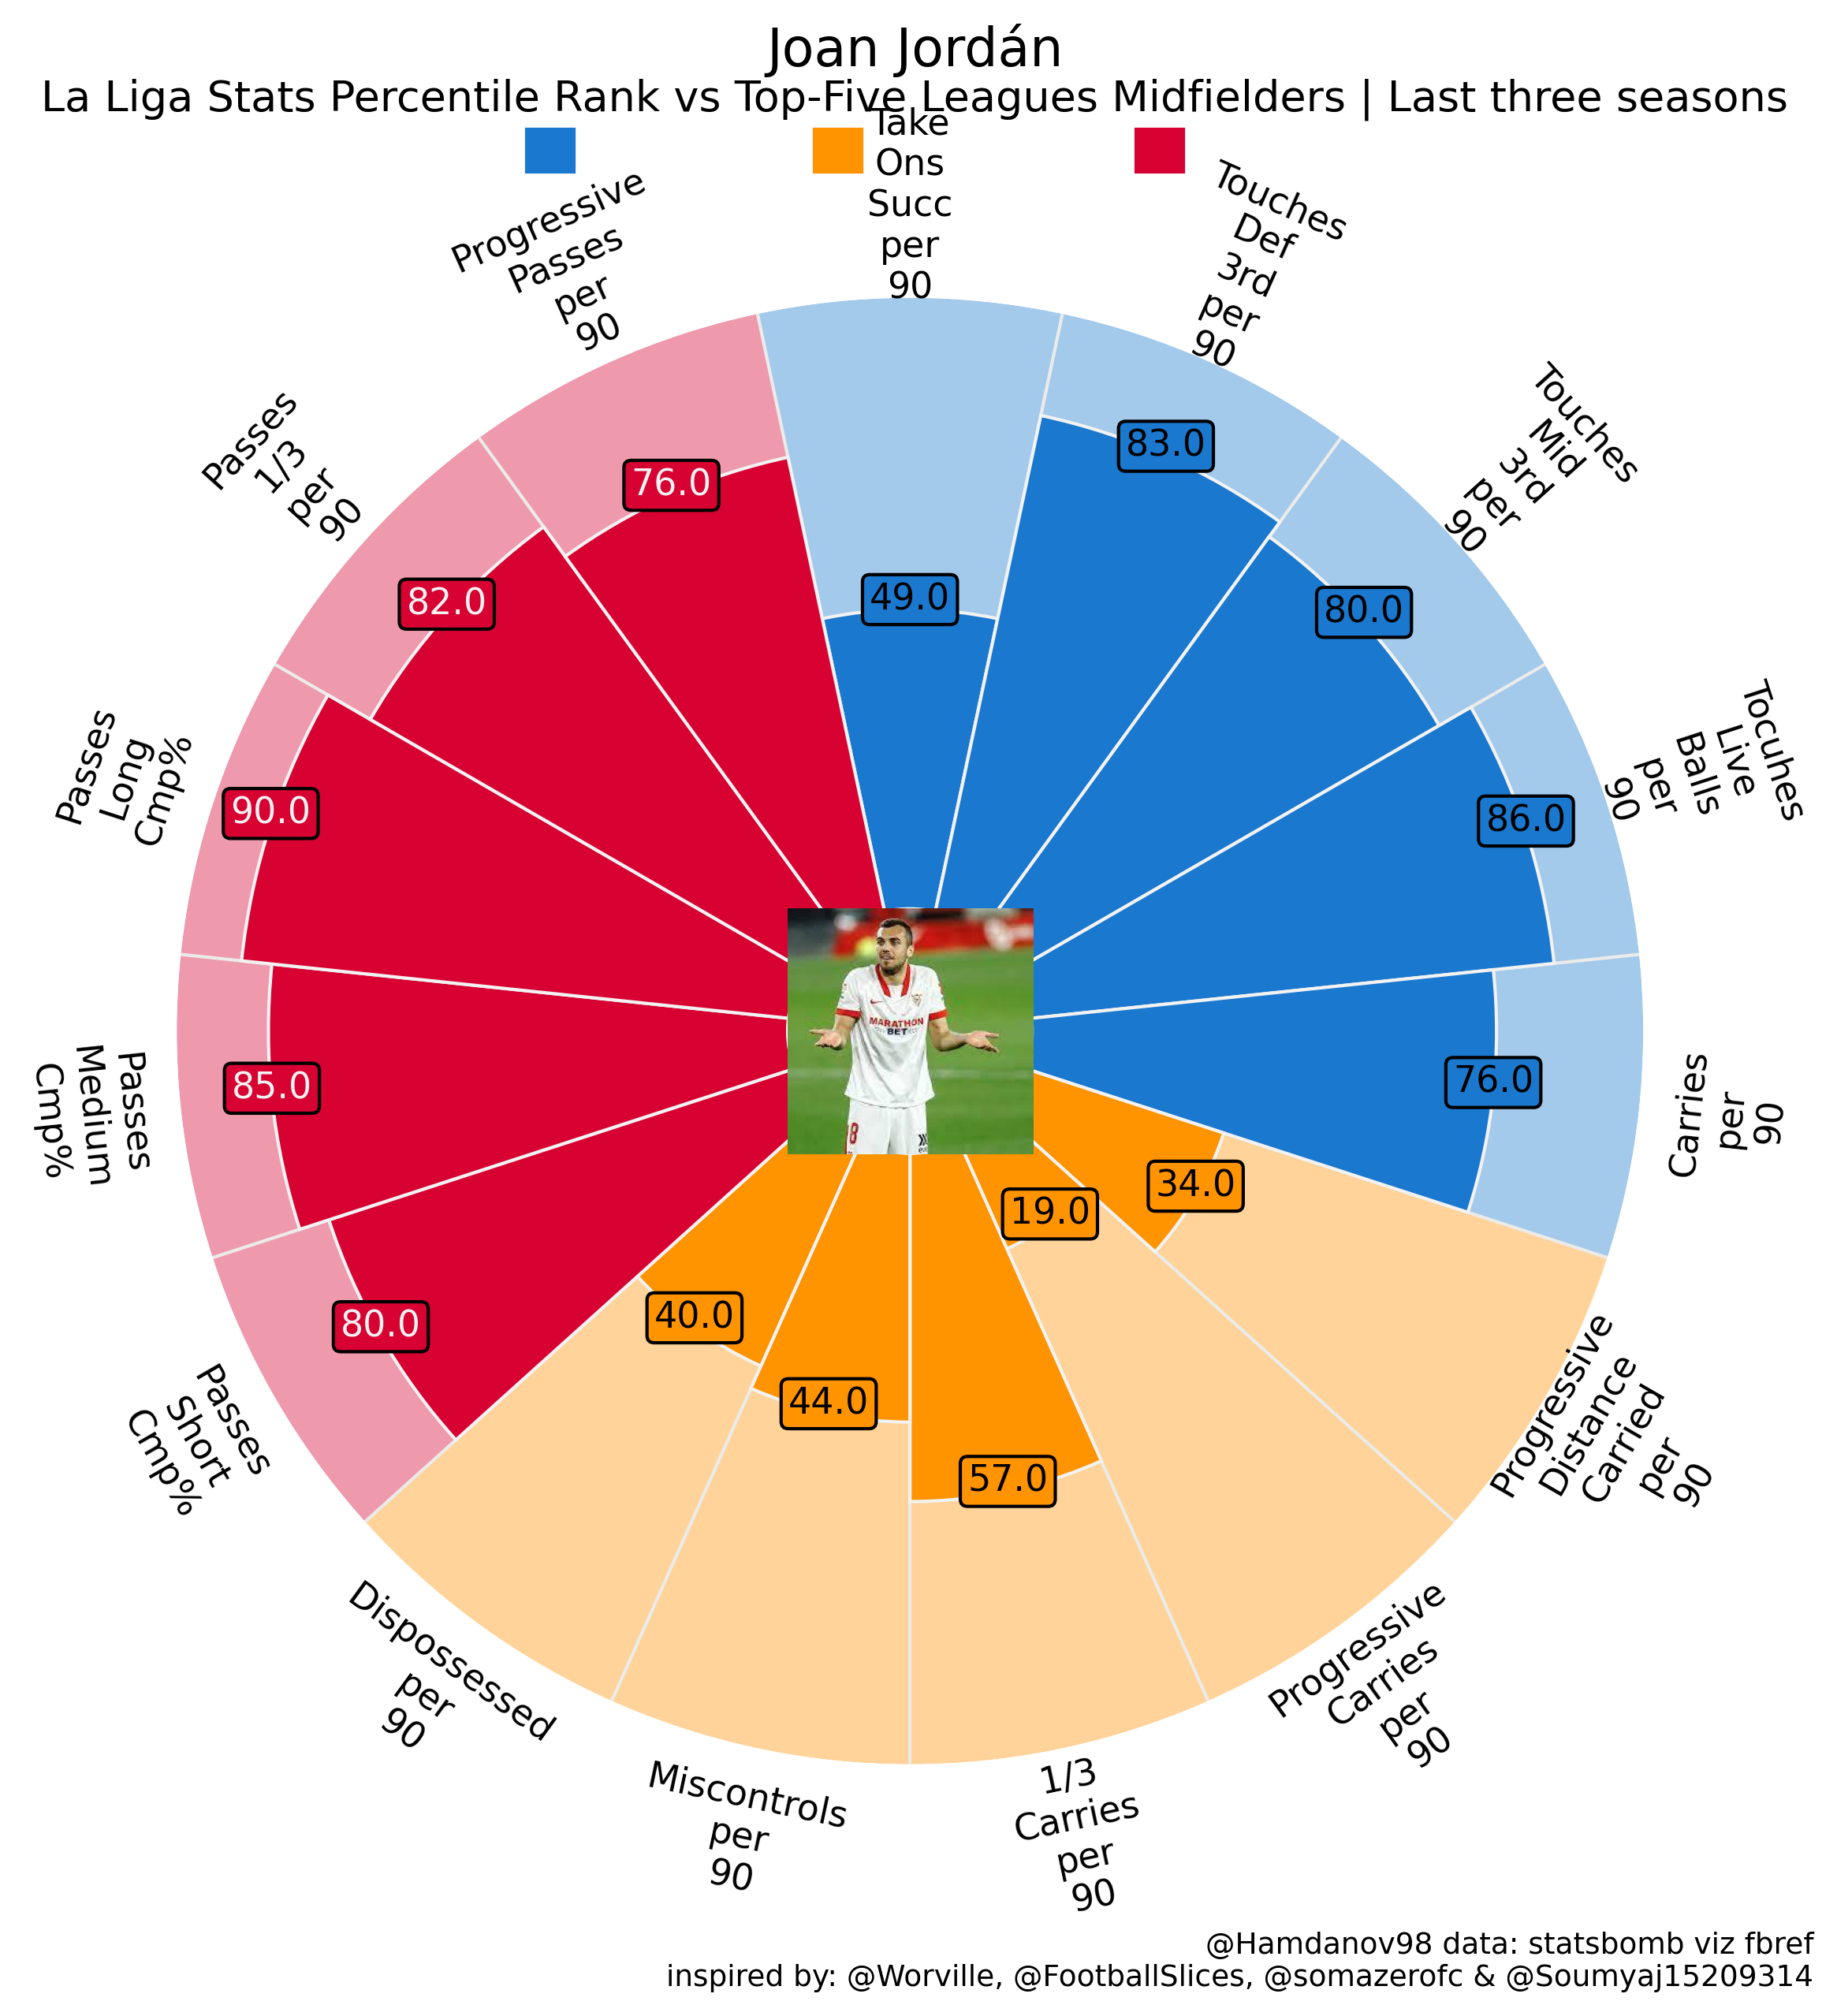 Joan Jordán
La Liga Stats Percentile Rank vs Top-Five Leagues Midfielders | Last three seasons
Take
Ons
Succ
per
90
Touches
Def
3rd
per
90
Touches
Mid
3rd
per
90
Tocuhes
Live
Balls
per
90
Carries
per
90
Progressive
Distance
Carried
per
90
Progressive
Carries
per
90
1/3
Carries
per
90
Miscontrols
per
90
Dispossessed
per
90
Passes
Short
Cmp%
Passes
Medium
Cmp%
Passes
Long
Cmp%
Passes
1/3
per
90
Progressive
Passes
per
90
49.0
83.0
80.0
86.0
76.0
34.0
19.0
57.0
44.0
40.0
80.0
85.0
90.0
82.0
76.0
MARATHON
BET
8
@Hamdanov98 data: statsbomb viz fbref
inspired by: @Worville, @FootballSlices, @somazerofc & @Soumyaj15209314